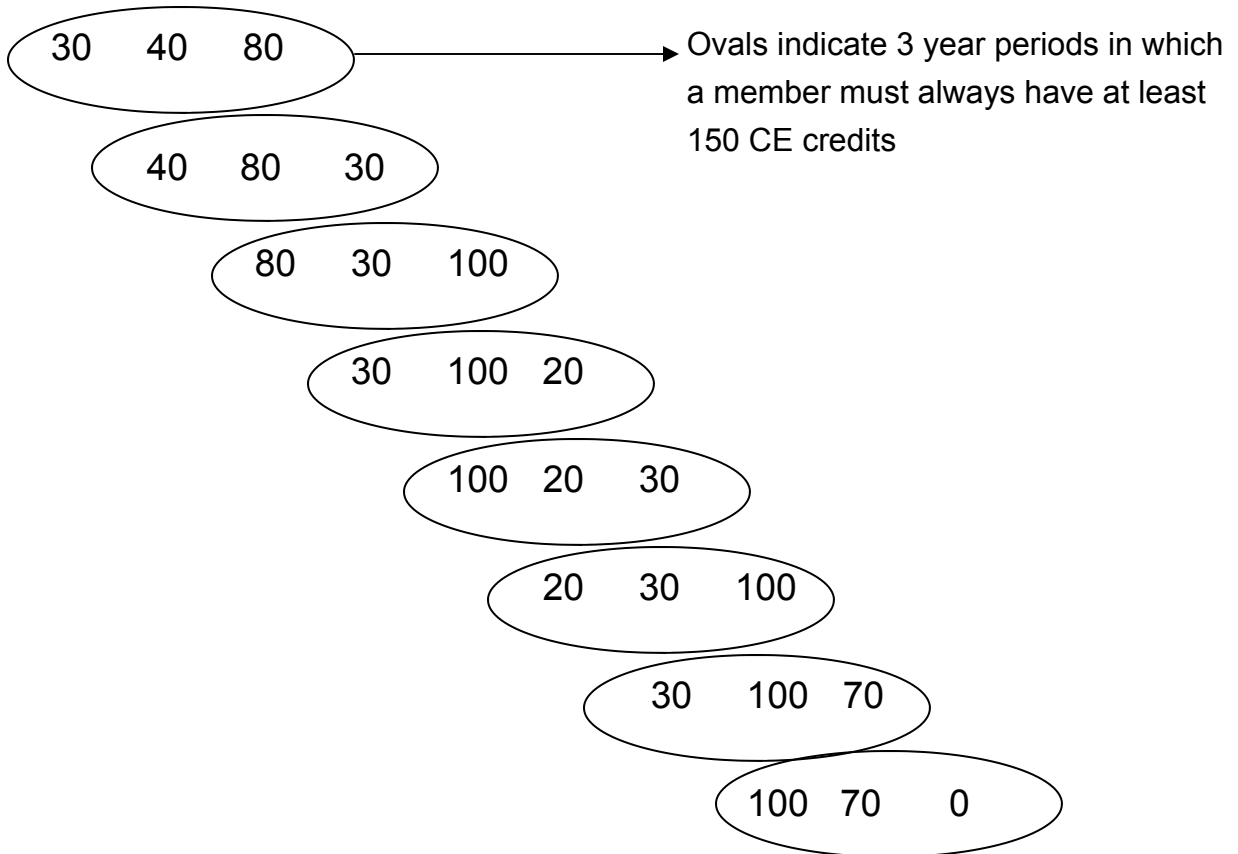 30 40 80
Ovals indicate 3 year periods in which
a member must always have at least
150 CE credits
40 80 30
80 30 100
30 100 20
100 20 30
20 30 100
30 100 70
100 70 0